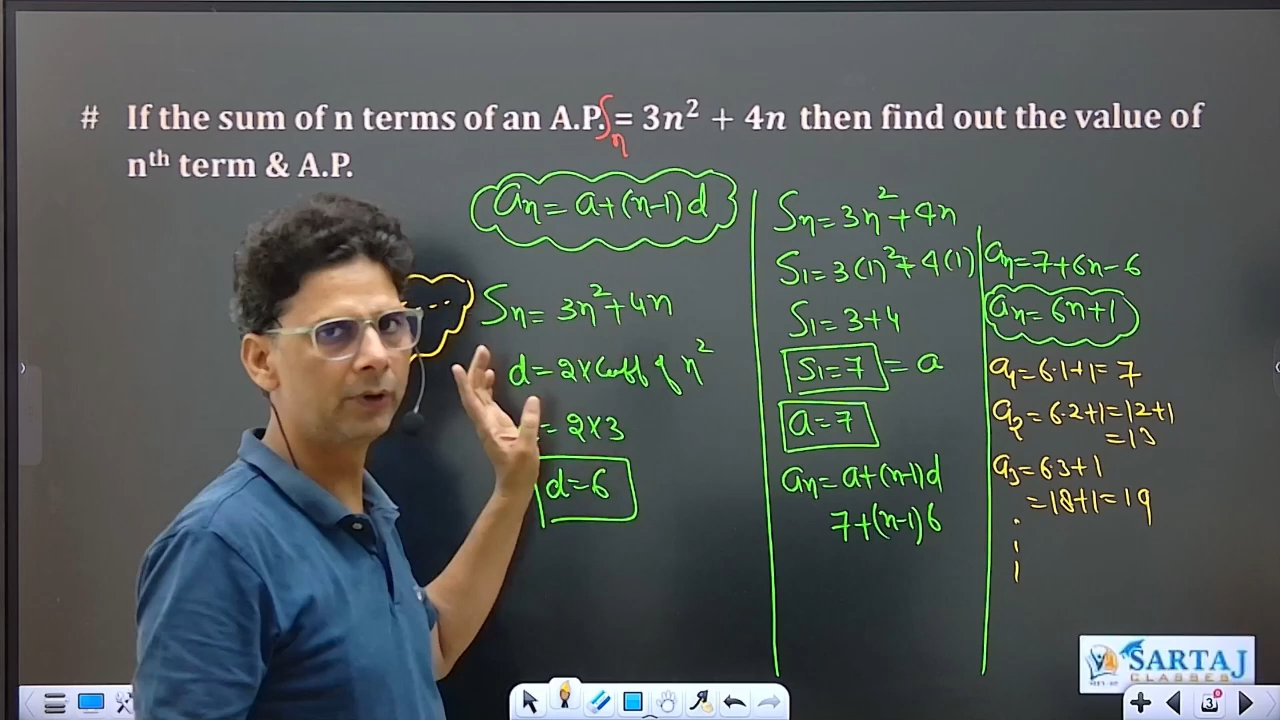 # If the sum of n terms of an A.P. = 3n² + 4n then find out the value of
Sn
nᵗʰ term & A.P.
an = a+(n-1)d
...
Sn = 3n²+4n
d = 2×Coeff of n²
= 2×3
d=6
Sn = 3n²+4n
S1 = 3(1)²+4(1)
S1 = 3+4
S1=7 = a
a=7
an = a+(n-1)d
7+(n-1)6
an = 7+6n-6
an = 6n+1
a1 = 6·1+1 = 7
a2 = 6·2+1 = 12+1
= 13
a3 = 6·3+1
= 18+1 = 19
SARTAJ
CLASSES
3